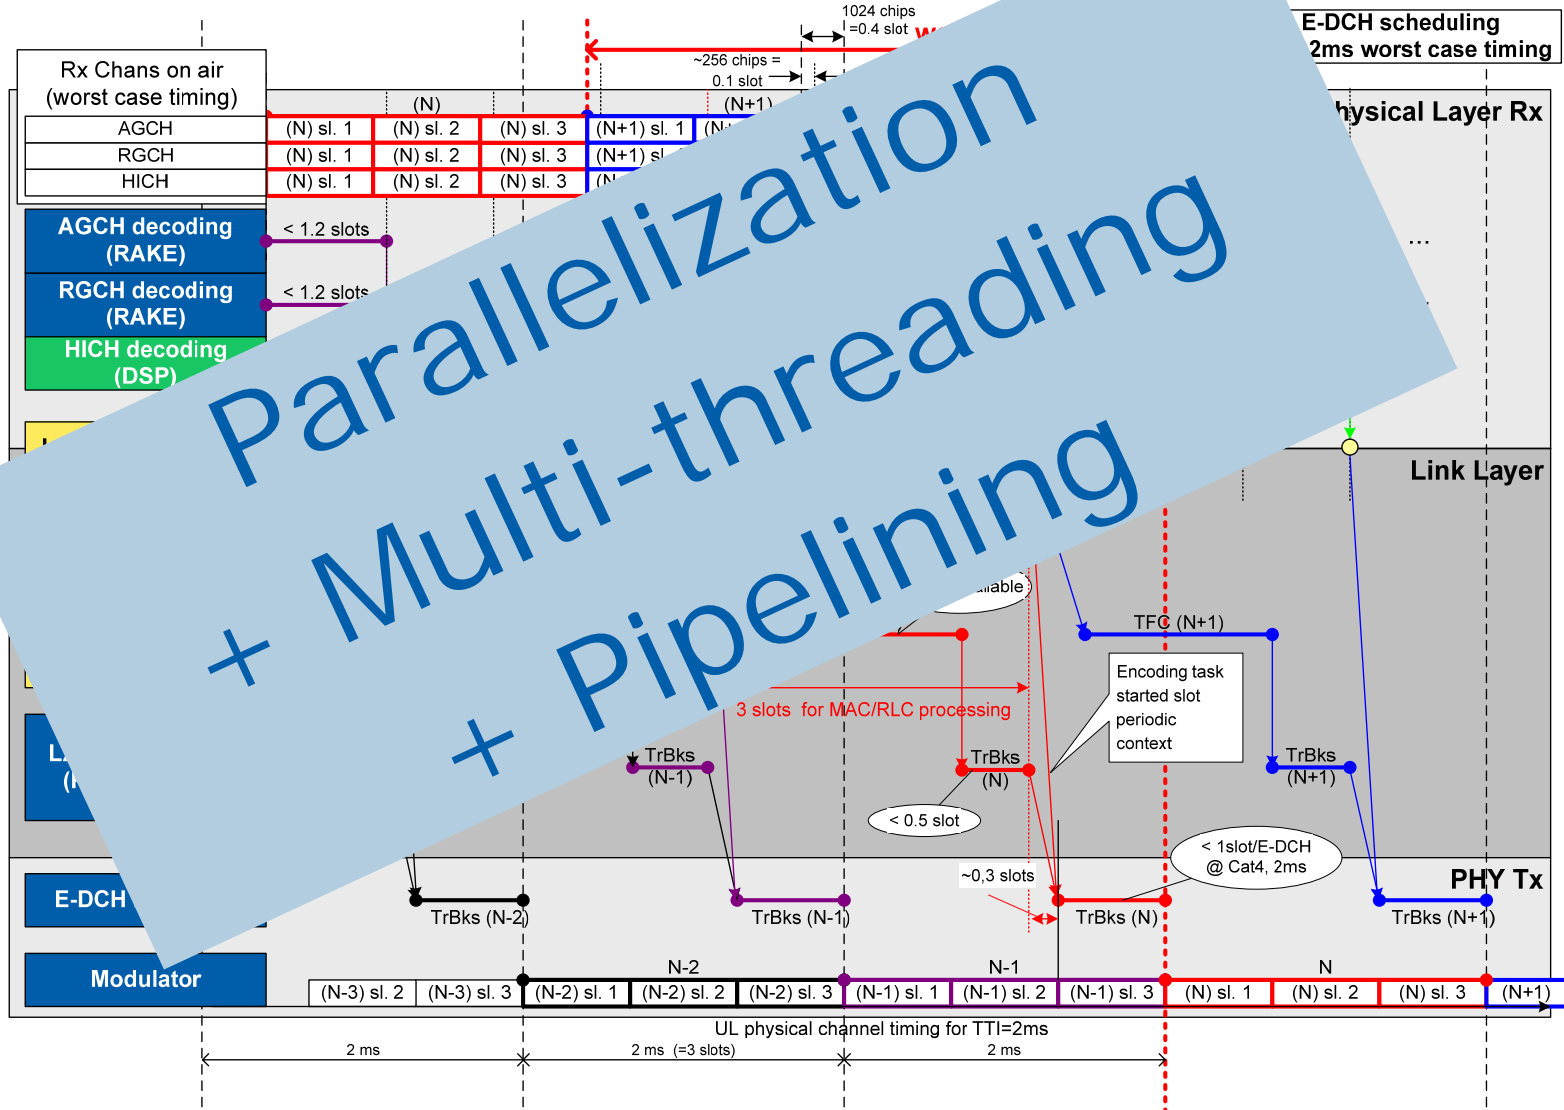 1024 chips
=0.4 slot
E-DCH scheduling
2ms worst case timing
~256 chips =
0.1 slot
Rx Chans on air
(worst case timing)
(N)
(N+1)
Physical Layer Rx
AGCH
(N) sl. 1
(N) sl. 2
(N) sl. 3
(N+1) sl. 1
RGCH
(N) sl. 1
(N) sl. 2
(N) sl. 3
(N+1) sl.
HICH
(N) sl. 1
(N) sl. 2
(N) sl. 3
AGCH decoding
(RAKE)
< 1.2 slots
...
RGCH decoding
(RAKE)
< 1.2 slots
HICH decoding
(DSP)
Parallelization
+ Multi-threading
+ Pipelining
Link Layer
TFC (N+1)
Encoding task
started slot
periodic
context
3 slots for MAC/RLC processing
TrBks
(N-1)
TrBks
(N)
TrBks
(N+1)
< 0.5 slot
< 1slot/E-DCH
@ Cat4, 2ms
~0,3 slots
PHY Tx
E-DCH
TrBks (N-2)
TrBks (N-1)
TrBks (N)
TrBks (N+1)
Modulator
N-2
N-1
N
(N-3) sl. 2
(N-3) sl. 3
(N-2) sl. 1
(N-2) sl. 2
(N-2) sl. 3
(N-1) sl. 1
(N-1) sl. 2
(N-1) sl. 3
(N) sl. 1
(N) sl. 2
(N) sl. 3
(N+1)
UL physical channel timing for TTI=2ms
2 ms
2 ms (=3 slots)
2 ms